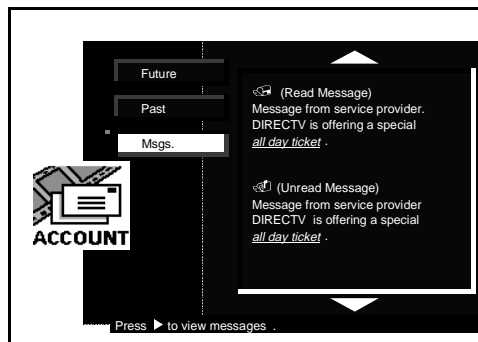 Future
Past
Msgs.
ACCOUNT
(Read Message)
Message from service provider.
DIRECTV is offering a special
all day ticket .
(Unread Message)
Message from service provider
DIRECTV is offering a special
all day ticket .
Press ▶ to view messages .